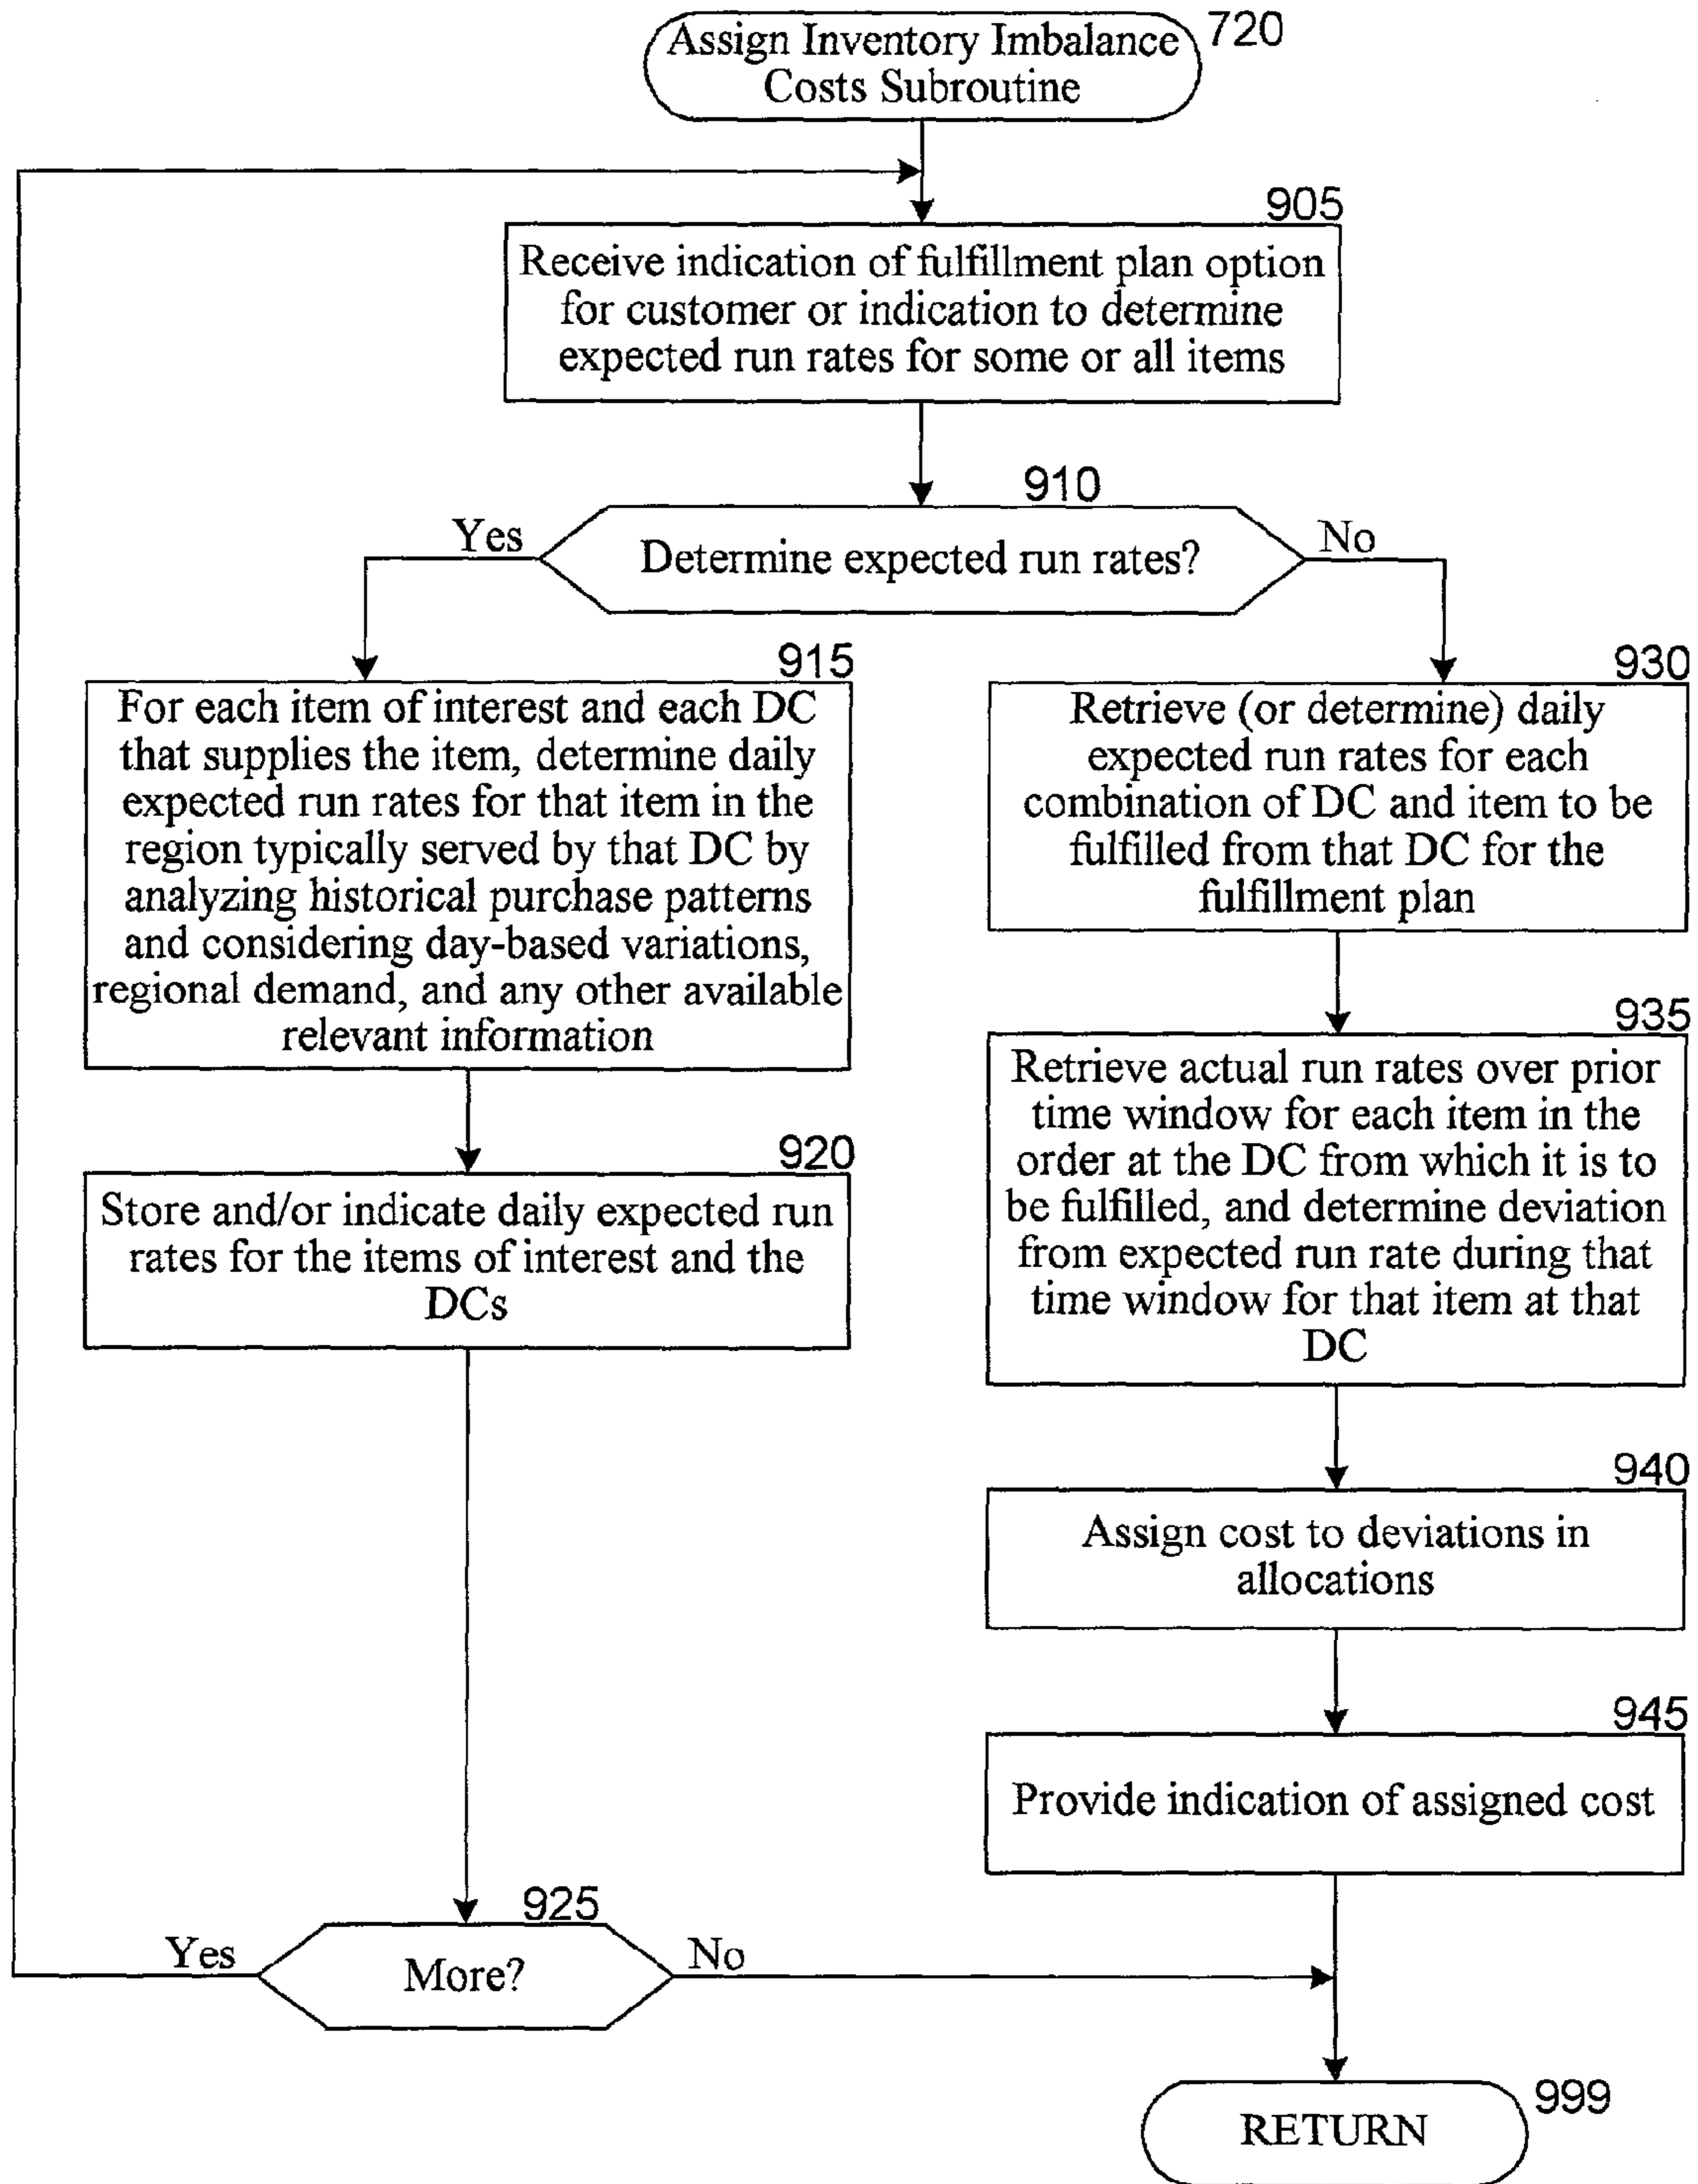 Assign Inventory Imbalance
Costs Subroutine
720
905
Receive indication of fulfillment plan option
for customer or indication to determine
expected run rates for some or all items
910
Yes
Determine expected run rates?
No
915
For each item of interest and each DC
that supplies the item, determine daily
expected run rates for that item in the
region typically served by that DC by
analyzing historical purchase patterns
and considering day-based variations,
regional demand, and any other available
relevant information
920
Store and/or indicate daily expected run
rates for the items of interest and the
DCs
925
Yes
More?
No
930
Retrieve (or determine) daily
expected run rates for each
combination of DC and item to be
fulfilled from that DC for the
fulfillment plan
935
Retrieve actual run rates over prior
time window for each item in the
order at the DC from which it is to
be fulfilled, and determine deviation
from expected run rate during that
time window for that item at that
DC
940
Assign cost to deviations in
allocations
945
Provide indication of assigned cost
999
RETURN